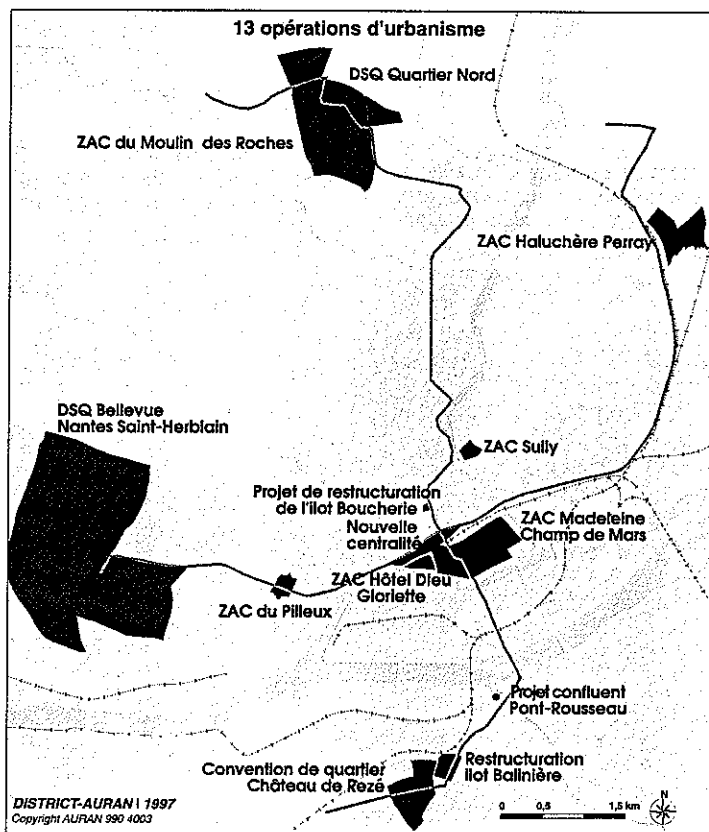 13 opérations d'urbanisme
DSQ Quartier Nord
ZAC du Moulin des Roches
ZAC Haluchère Perray
DSQ Bellevue
Nantes Saint-Herblain
ZAC Sully
Projet de restructuration
de l'îlot Boucherie
Nouvelle
centralité
ZAC Madeleine
Champ de Mars
ZAC Hôtel Dieu
Gloriette
ZAC du Pilleux
Projet confluent
Pont-Rousseau
Restructuration
îlot Balinière
Convention de quartier
Château de Rezé
DISTRICT-AURAN | 1997
Copyright AURAN 990 4003
0 0,5 1,5 km
N